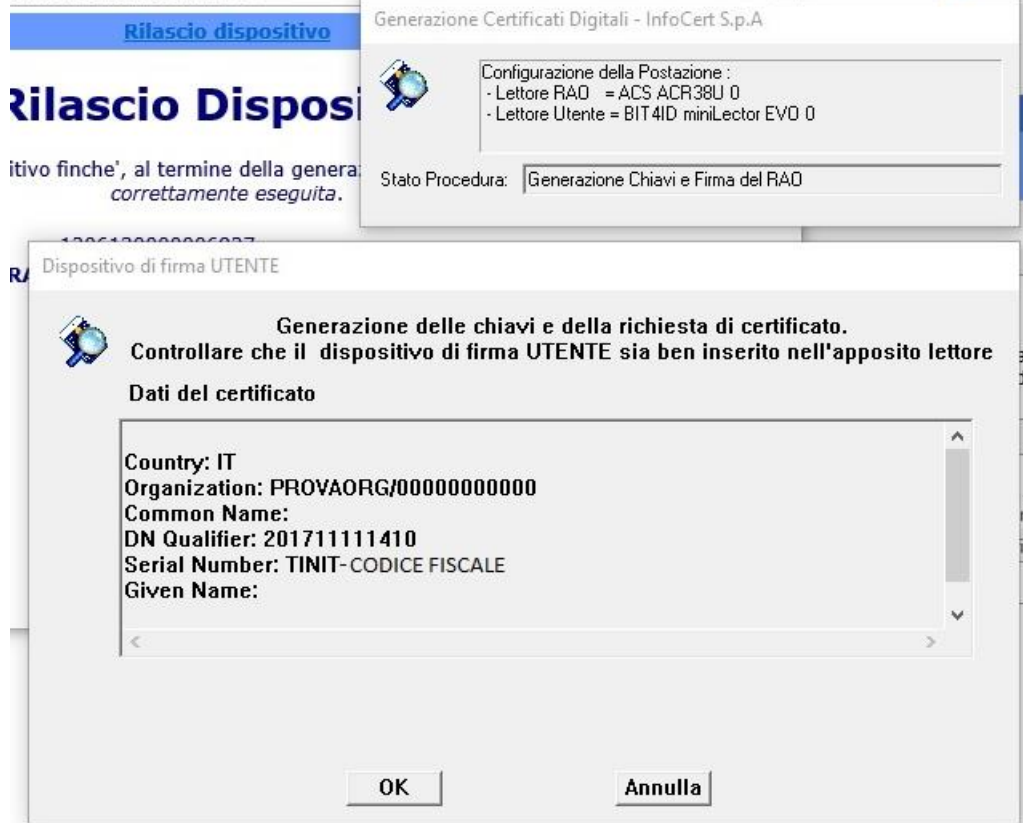 Rilascio dispositivo
Generazione Certificati Digitali - InfoCert S.p.A
Rilascio Disposi
Configurazione della Postazione :
- Lettore RAO = ACS ACR38U 0
- Lettore Utente = BIT4ID miniLector EVO 0
itivo finche', al termine della genera
correttamente eseguita.
Stato Procedura: Generazione Chiavi e Firma del RAO
RA
Dispositivo di firma UTENTE
Generazione delle chiavi e della richiesta di certificato.
Controllare che il dispositivo di firma UTENTE sia ben inserito nell'apposito lettore
Dati del certificato
Country: IT
Organization: PROVAORG/00000000000
Common Name:
DN Qualifier: 201711111410
Serial Number: TINIT-CODICE FISCALE
Given Name:
OK
Annulla